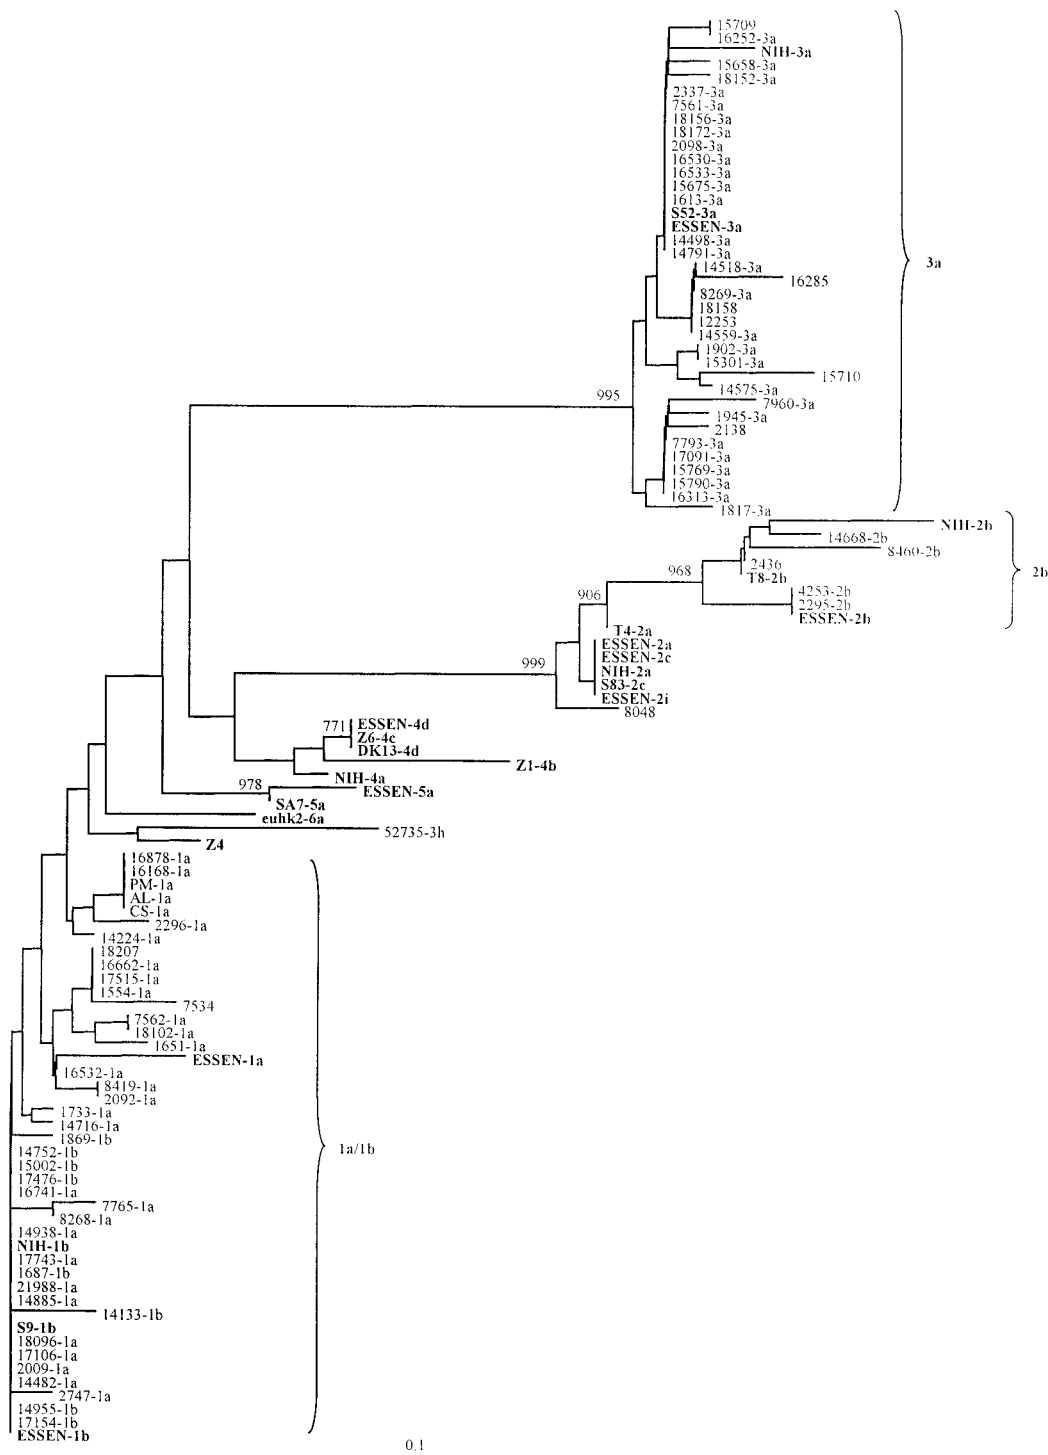 15709
16252-3a
NIH-3a
15658-3a
18152-3a
2337-3a
7561-3a
18156-3a
18172-3a
2098-3a
16530-3a
16533-3a
15675-3a
1613-3a
S52-3a
ESSEN-3a
14498-3a
14791-3a
14518-3a
16285
8269-3a
18158
12253
14559-3a
3a
1902-3a
15301-3a
15710
14575-3a
995
7960-3a
1945-3a
2138
7793-3a
17091-3a
15769-3a
15790-3a
16313-3a
1817-3a
NIH-2b
14668-2b
8460-2b
2436
T8-2b
968
2b
4253-2b
2295-2b
ESSEN-2b
906
T4-2a
ESSEN-2a
ESSEN-2c
NIH-2a
S83-2c
ESSEN-2i
999
8048
771
ESSEN-4d
Z6-4c
DK13-4d
Z1-4b
NIH-4a
978
ESSEN-5a
SA7-5a
euhk2-6a
52735-3h
Z4
16878-1a
16168-1a
PM-1a
AL-1a
CS-1a
2296-1a
14224-1a
18207
16662-1a
17515-1a
1554-1a
7534
7562-1a
18102-1a
1651-1a
ESSEN-1a
16532-1a
8419-1a
2092-1a
1733-1a
14716-1a
1869-1b
1a/1b
14752-1b
15002-1b
17476-1b
16741-1a
7765-1a
8268-1a
14938-1a
NIH-1b
17743-1a
1687-1b
21988-1a
14885-1a
14133-1b
S9-1b
18096-1a
17106-1a
2009-1a
14482-1a
2747-1a
14955-1b
17154-1b
ESSEN-1b
0.1